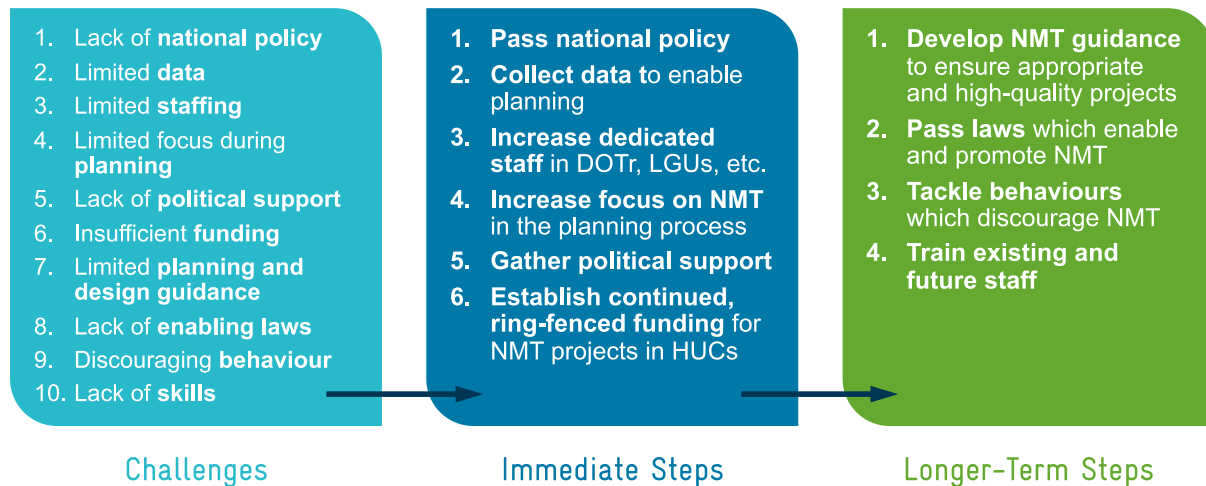 1. Lack of national policy
2. Limited data
3. Limited staffing
4. Limited focus during
planning
5. Lack of political support
6. Insufficient funding
7. Limited planning and
design guidance
8. Lack of enabling laws
9. Discouraging behaviour
10. Lack of skills
Challenges
1. Pass national policy
2. Collect data to enable
planning
3. Increase dedicated
staff in DOTr, LGUs, etc.
4. Increase focus on NMT
in the planning process
5. Gather political support
6. Establish continued,
ring-fenced funding for
NMT projects in HUCs
Immediate Steps
1. Develop NMT guidance
to ensure appropriate
and high-quality projects
2. Pass laws which enable
and promote NMT
3. Tackle behaviours
which discourage NMT
4. Train existing and
future staff
Longer-Term Steps